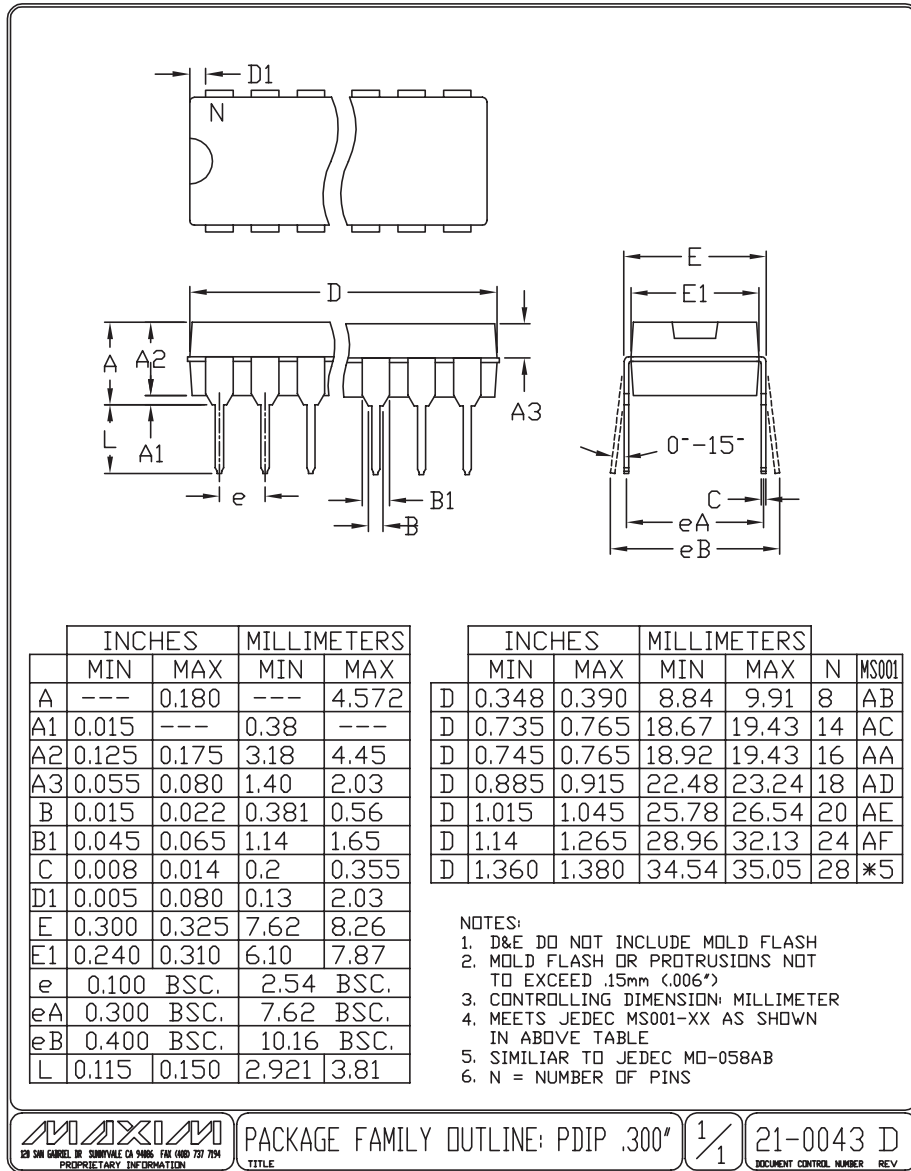 D1
N
D
E
E1
A
A2
A3
L
A1
0°-15°
e
B1
B
C
eA
eB
INCHES MILLIMETERS
MIN MAX MIN MAX
A --- 0.180 --- 4.572
A1 0.015 --- 0.38 ---
A2 0.125 0.175 3.18 4.45
A3 0.055 0.080 1.40 2.03
B 0.015 0.022 0.381 0.56
B1 0.045 0.065 1.14 1.65
C 0.008 0.014 0.2 0.355
D1 0.005 0.080 0.13 2.03
E 0.300 0.325 7.62 8.26
E1 0.240 0.310 6.10 7.87
e 0.100 BSC. 2.54 BSC.
eA 0.300 BSC. 7.62 BSC.
eB 0.400 BSC. 10.16 BSC.
L 0.115 0.150 2.921 3.81
INCHES MILLIMETERS
MIN MAX MIN MAX N MS001
D 0.348 0.390 8.84 9.91 8 AB
D 0.735 0.765 18.67 19.43 14 AC
D 0.745 0.765 18.92 19.43 16 AA
D 0.885 0.915 22.48 23.24 18 AD
D 1.015 1.045 25.78 26.54 20 AE
D 1.14 1.265 28.96 32.13 24 AF
D 1.360 1.380 34.54 35.05 28 *5
NOTES:
1. D&E DO NOT INCLUDE MOLD FLASH
2. MOLD FLASH OR PROTRUSIONS NOT
TO EXCEED .15mm (.006")
3. CONTROLLING DIMENSION: MILLIMETER
4. MEETS JEDEC MS001-XX AS SHOWN
IN ABOVE TABLE
5. SIMILIAR TO JEDEC MO-058AB
6. N = NUMBER OF PINS
MAXIM
120 SAN GABRIEL DR SUNNYVALE CA 94086 FAX (408) 737 7194
PROPRIETARY INFORMATION
PACKAGE FAMILY OUTLINE: PDIP .300"
TITLE
1/1
21-0043 D
DOCUMENT CONTROL NUMBER REV